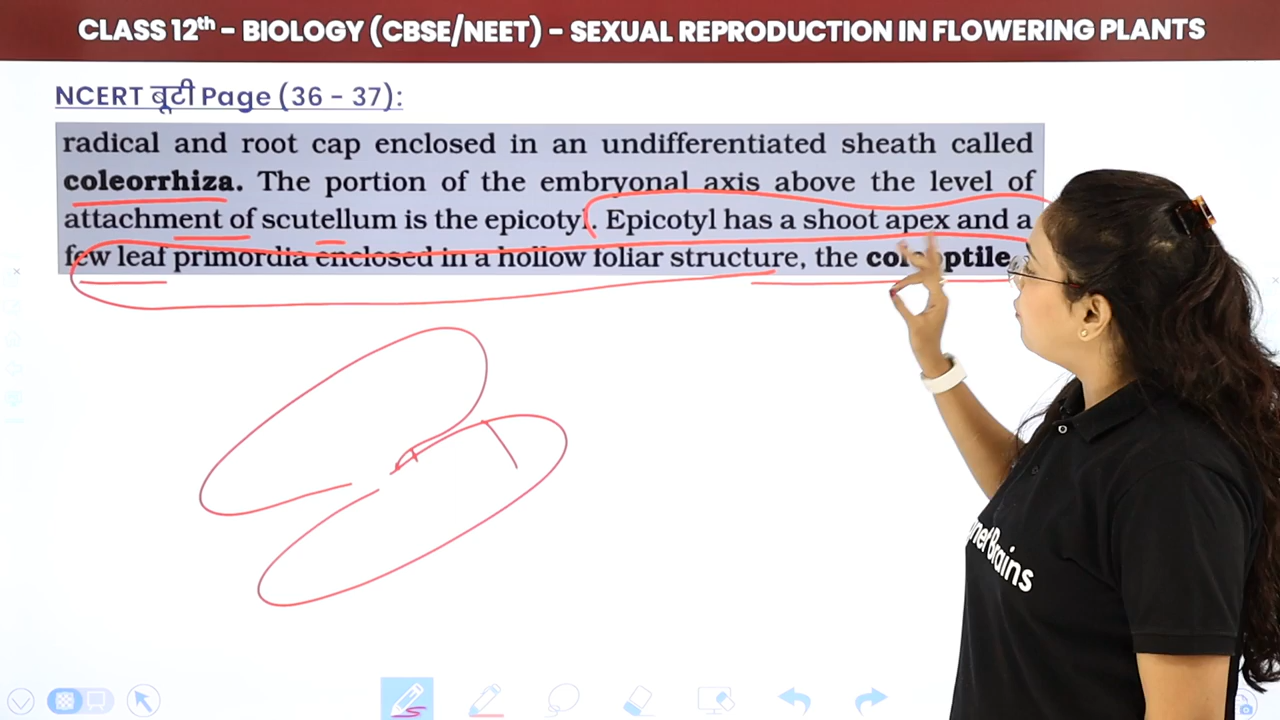 CLASS 12th - BIOLOGY (CBSE/NEET) - SEXUAL REPRODUCTION IN FLOWERING PLANTS
NCERT बूटी Page (36 - 37):
radical and root cap enclosed in an undifferentiated sheath called
coleorrhiza. The portion of the embryonal axis above the level of
attachment of scutellum is the epicotyl. Epicotyl has a shoot apex and a
few leaf primordia enclosed in a hollow foliar structure, the
Brains